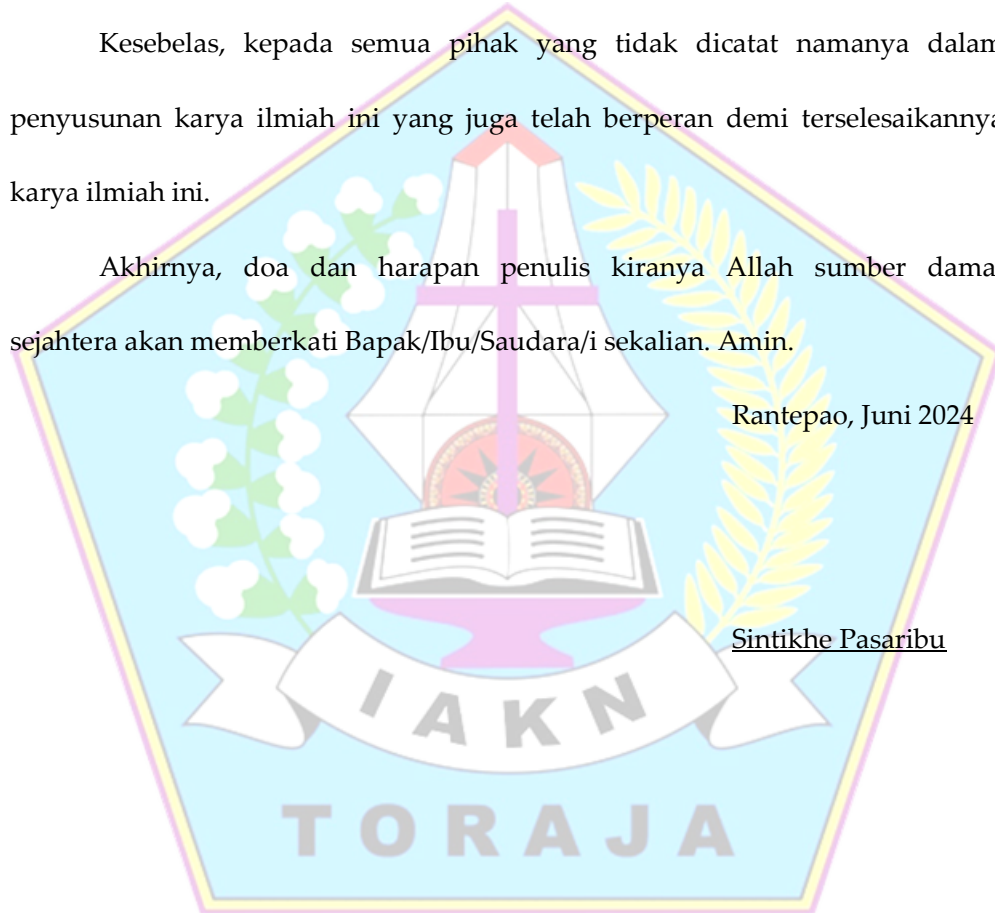 Kesebelas, kepada semua pihak yang tidak dicatat namanya dalam
penyusunan karya ilmiah ini yang juga telah berperan demi terselesaikannya
karya ilmiah ini.
Akhirnya, doa dan harapan penulis kiranya Allah sumber damai
sejahtera akan memberkati Bapak/Ibu/Saudara/i sekalian. Amin.
Rantepao, Juni 2024
Sintikhe Pasaribu
IAKN
TORAJA